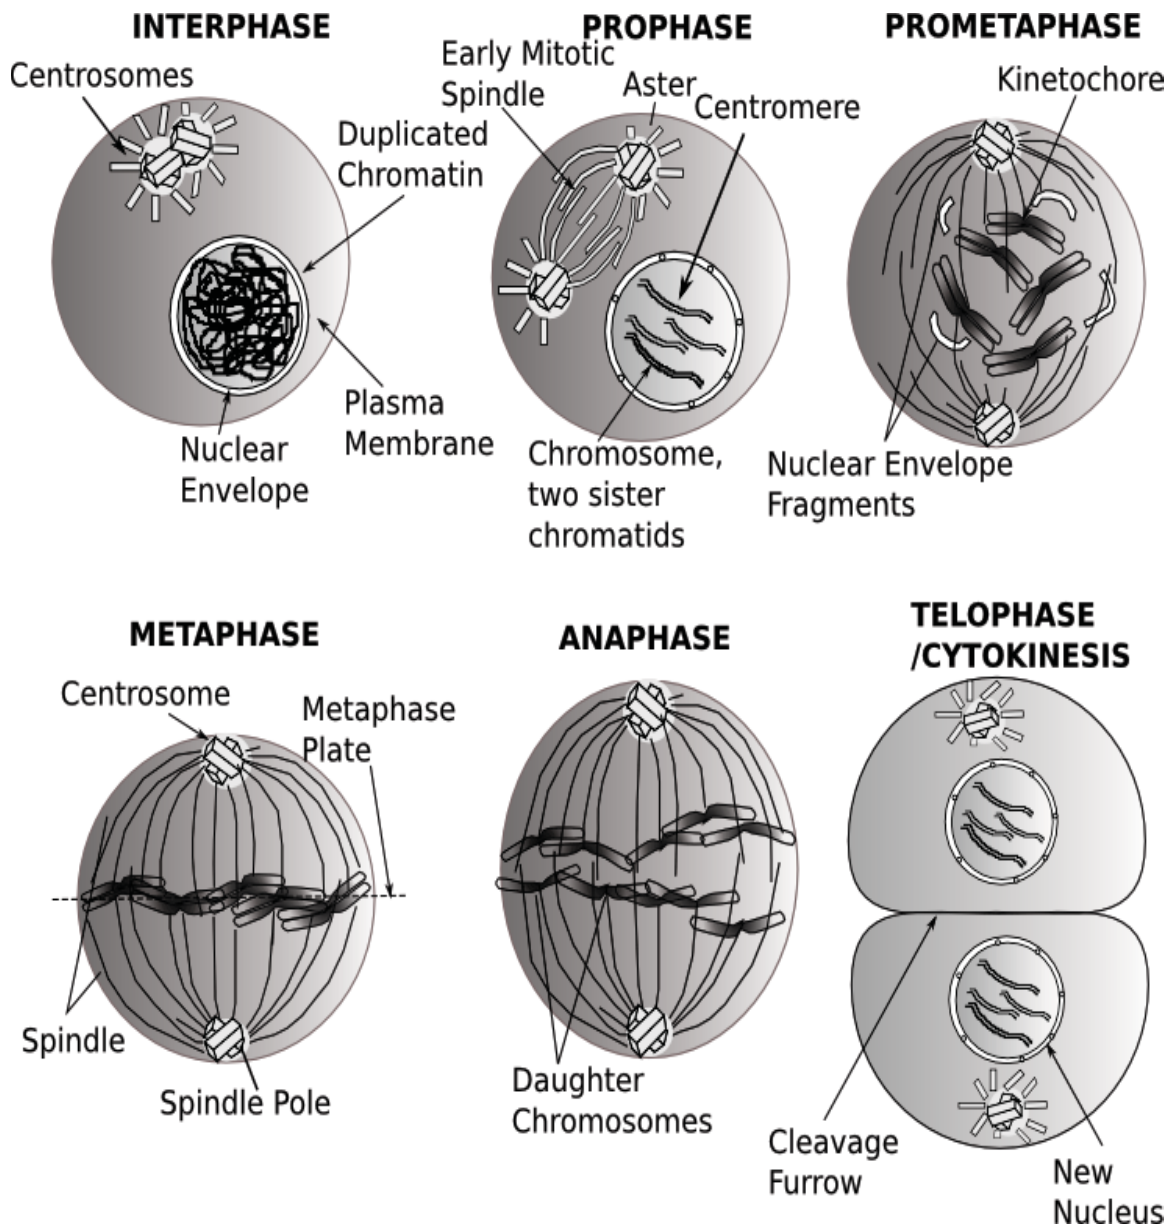 INTERPHASE
Centrosomes
Duplicated
Chromatin
Plasma
Membrane
Nuclear
Envelope
PROPHASE
Early Mitotic
Spindle
Aster
Centromere
Chromosome,
two sister
chromatids
PROMETAPHASE
Kinetochore
Nuclear Envelope
Fragments
METAPHASE
Centrosome
Metaphase
Plate
Spindle
Spindle Pole
ANAPHASE
Daughter
Chromosomes
TELOPHASE
/CYTOKINESIS
Cleavage
Furrow
New
Nucleus